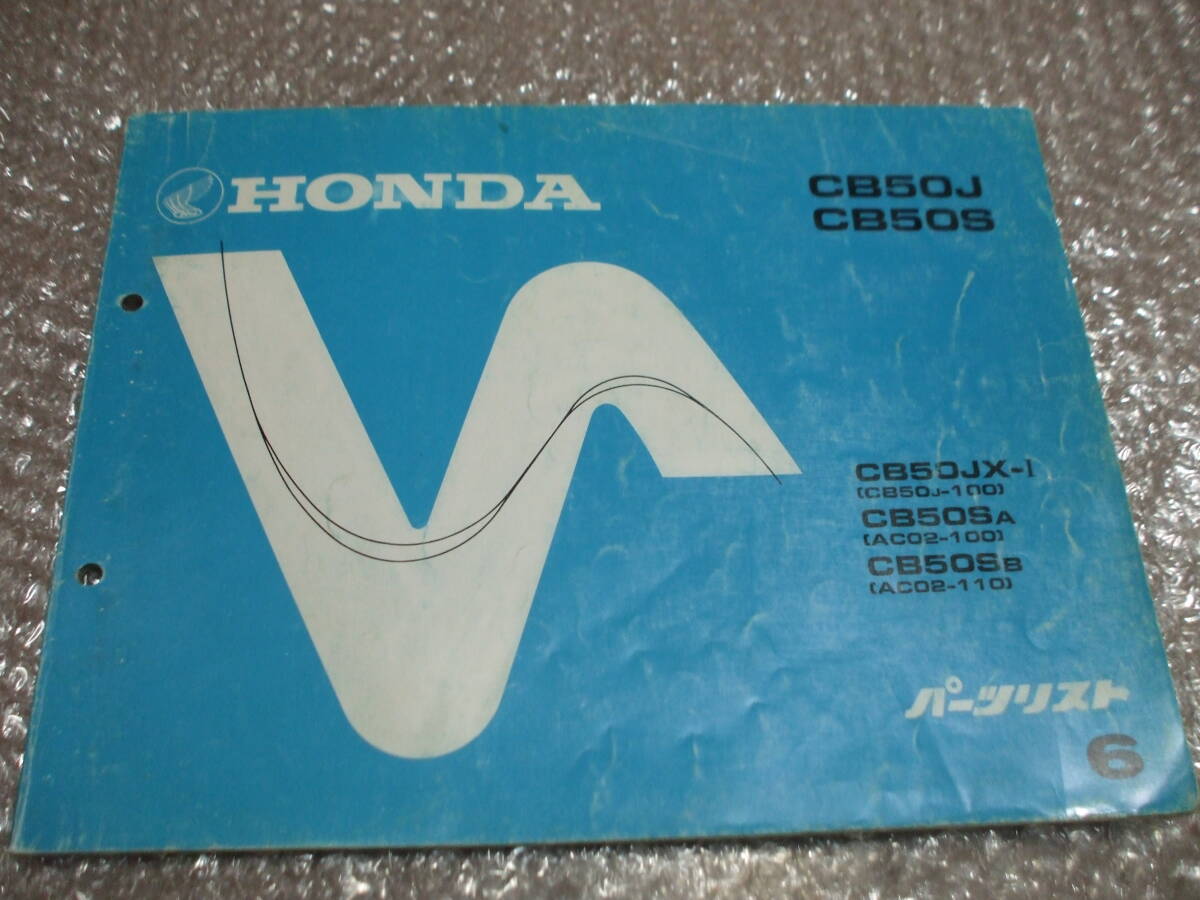 HONDA
CB50J
CB50S
CB50JX-I
(CB50J-100)
CB50SA
(AC02-100)
CB50SB
(AC02-110)
パーツリスト
6